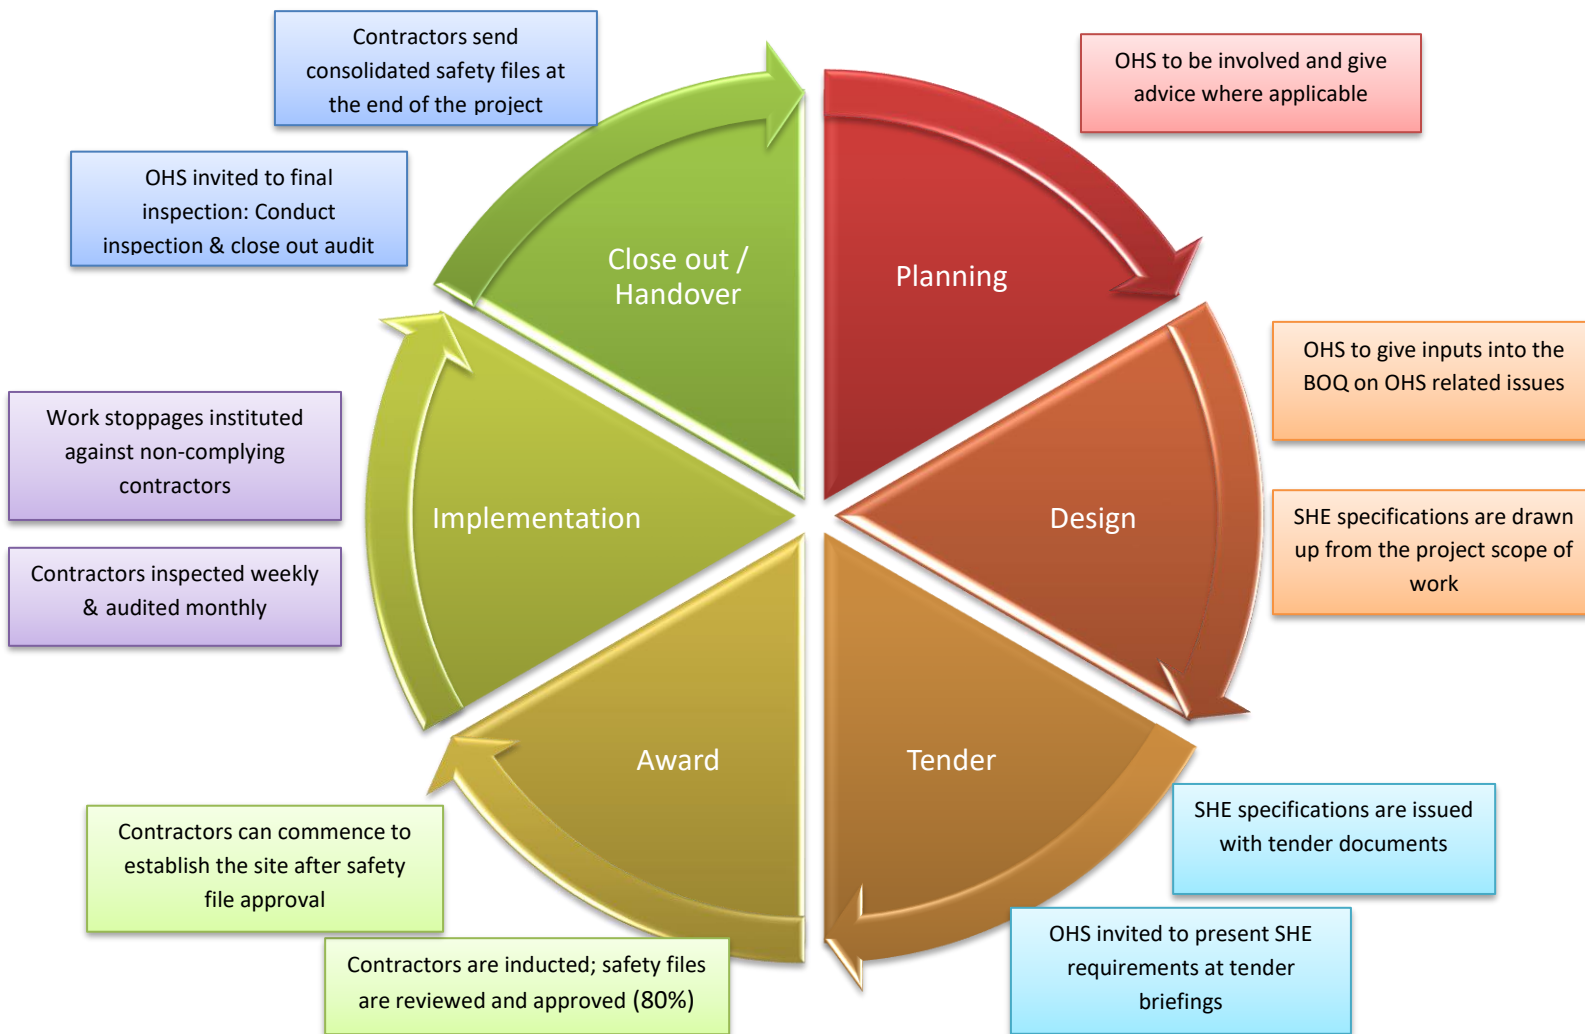 Contractors send
consolidated safety files at
the end of the project
OHS to be involved and give
advice where applicable
OHS invited to final
inspection: Conduct
inspection & close out audit
Close out /
Handover
Planning
OHS to give inputs into the
BOQ on OHS related issues
Work stoppages instituted
against non-complying
contractors
Implementation
Design
SHE specifications are drawn
up from the project scope of
work
Contractors inspected weekly
& audited monthly
Award
Tender
SHE specifications are issued
with tender documents
Contractors can commence to
establish the site after safety
file approval
OHS invited to present SHE
requirements at tender
briefings
Contractors are inducted; safety files
are reviewed and approved (80%)